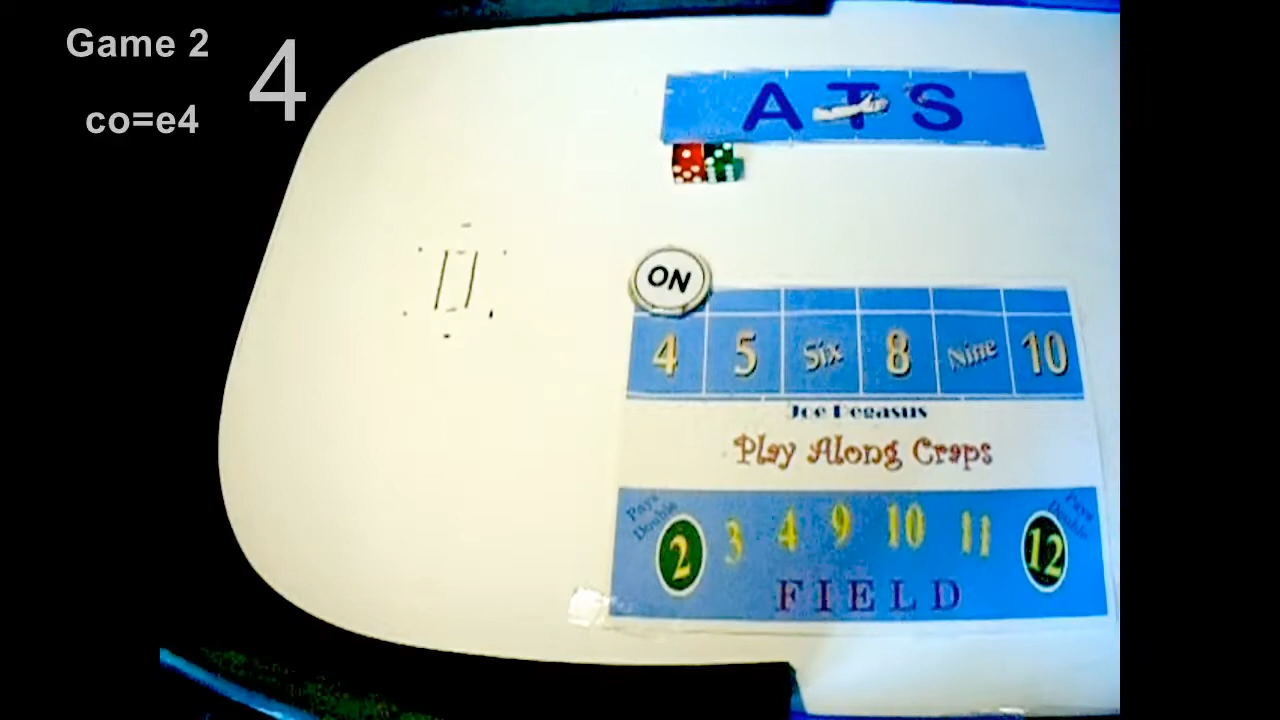 Game 2
4
co=e4
A T S
ON
4 5 Six 8 Nine 10
Joe Pegasus
Play Along Craps
Pays Double
Pays Double
2 3 4 9 10 11 12
FIELD